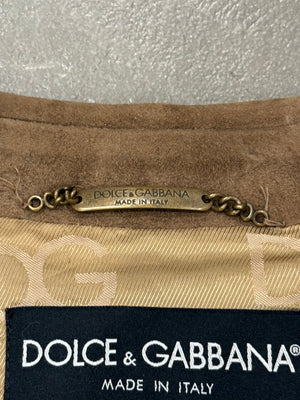 DOLCE & GABBANA
MADE IN ITALY
DG
D
DOLCE & GABBANA®
MADE IN ITALY